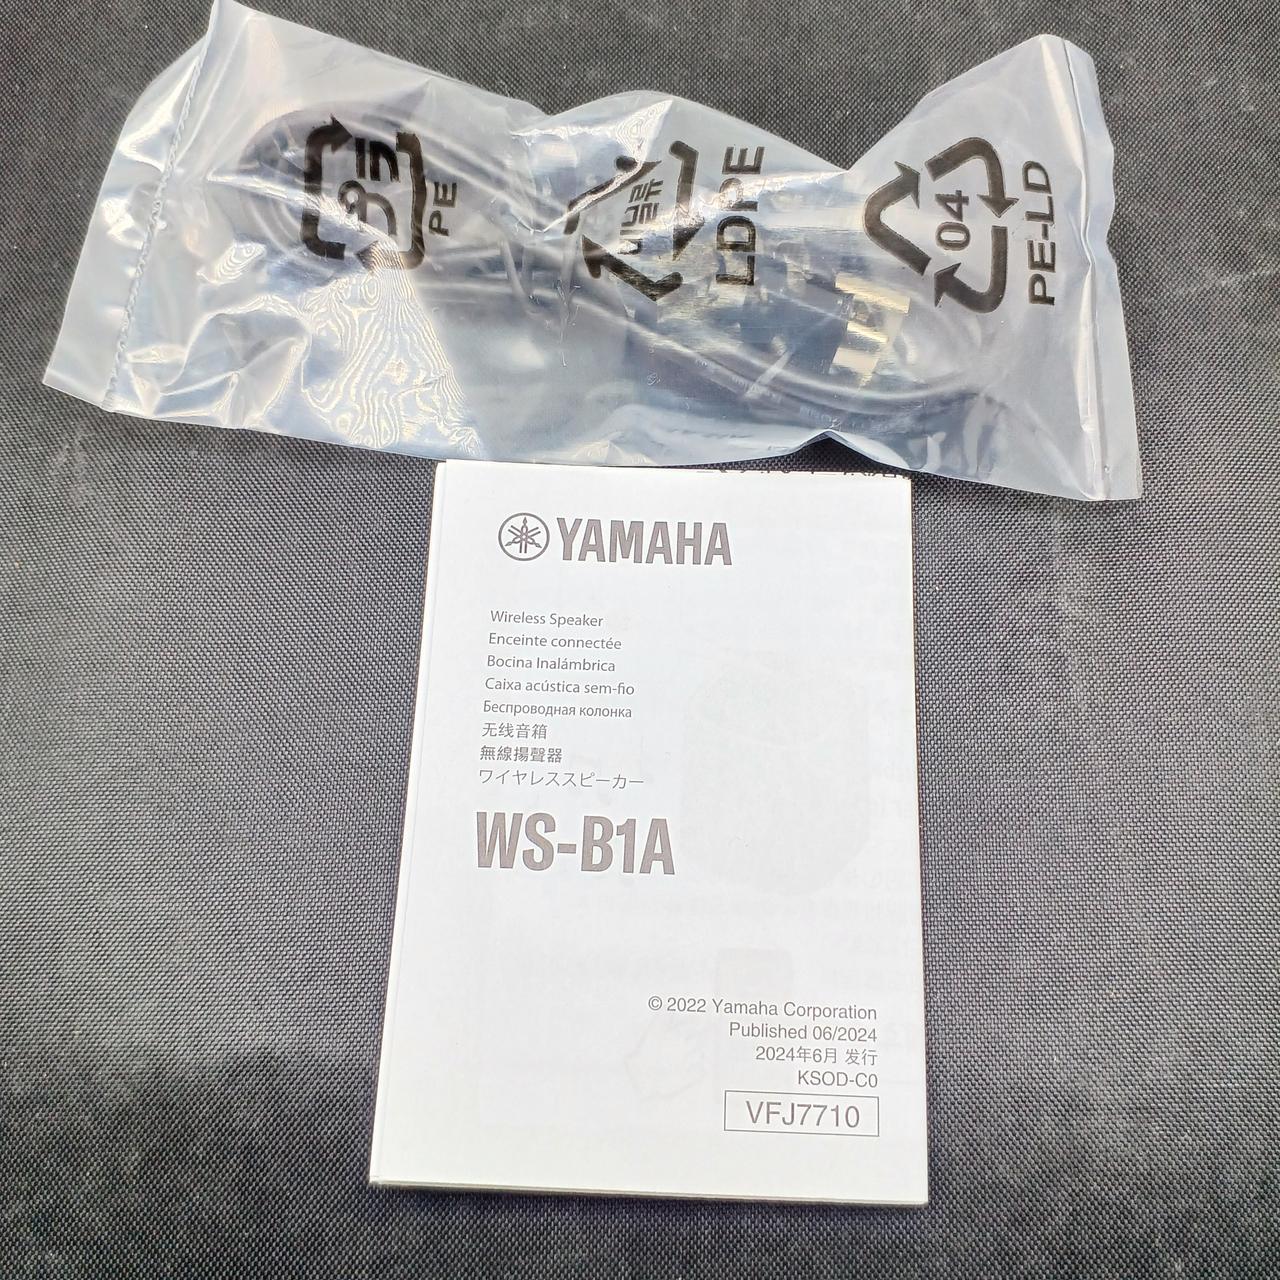 PE
LDPE
04
PE-LD
YAMAHA
Wireless Speaker
Enceinte connectée
Bocina Inalámbrica
Caixa acústica sem-fio
Беспроводная колонка
无线音箱
無線揚聲器
ワイヤレススピーカー
WS-B1A
© 2022 Yamaha Corporation
Published 06/2024
2024年6月 发行
KSOD-C0
VFJ7710